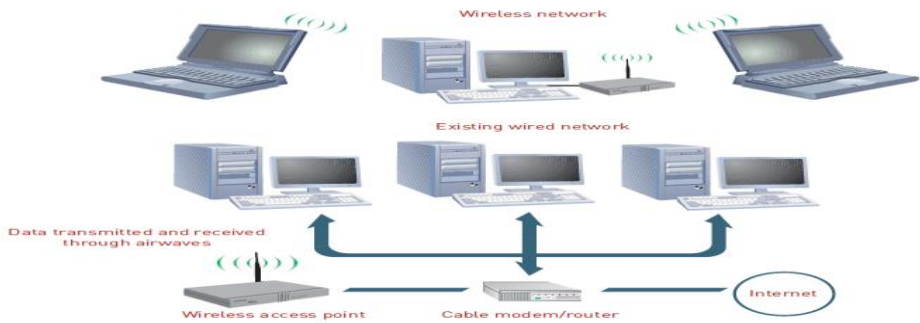 Wireless network
Existing wired network
Data transmitted and received
through airwaves
Wireless access point
Cable modem/router
Internet